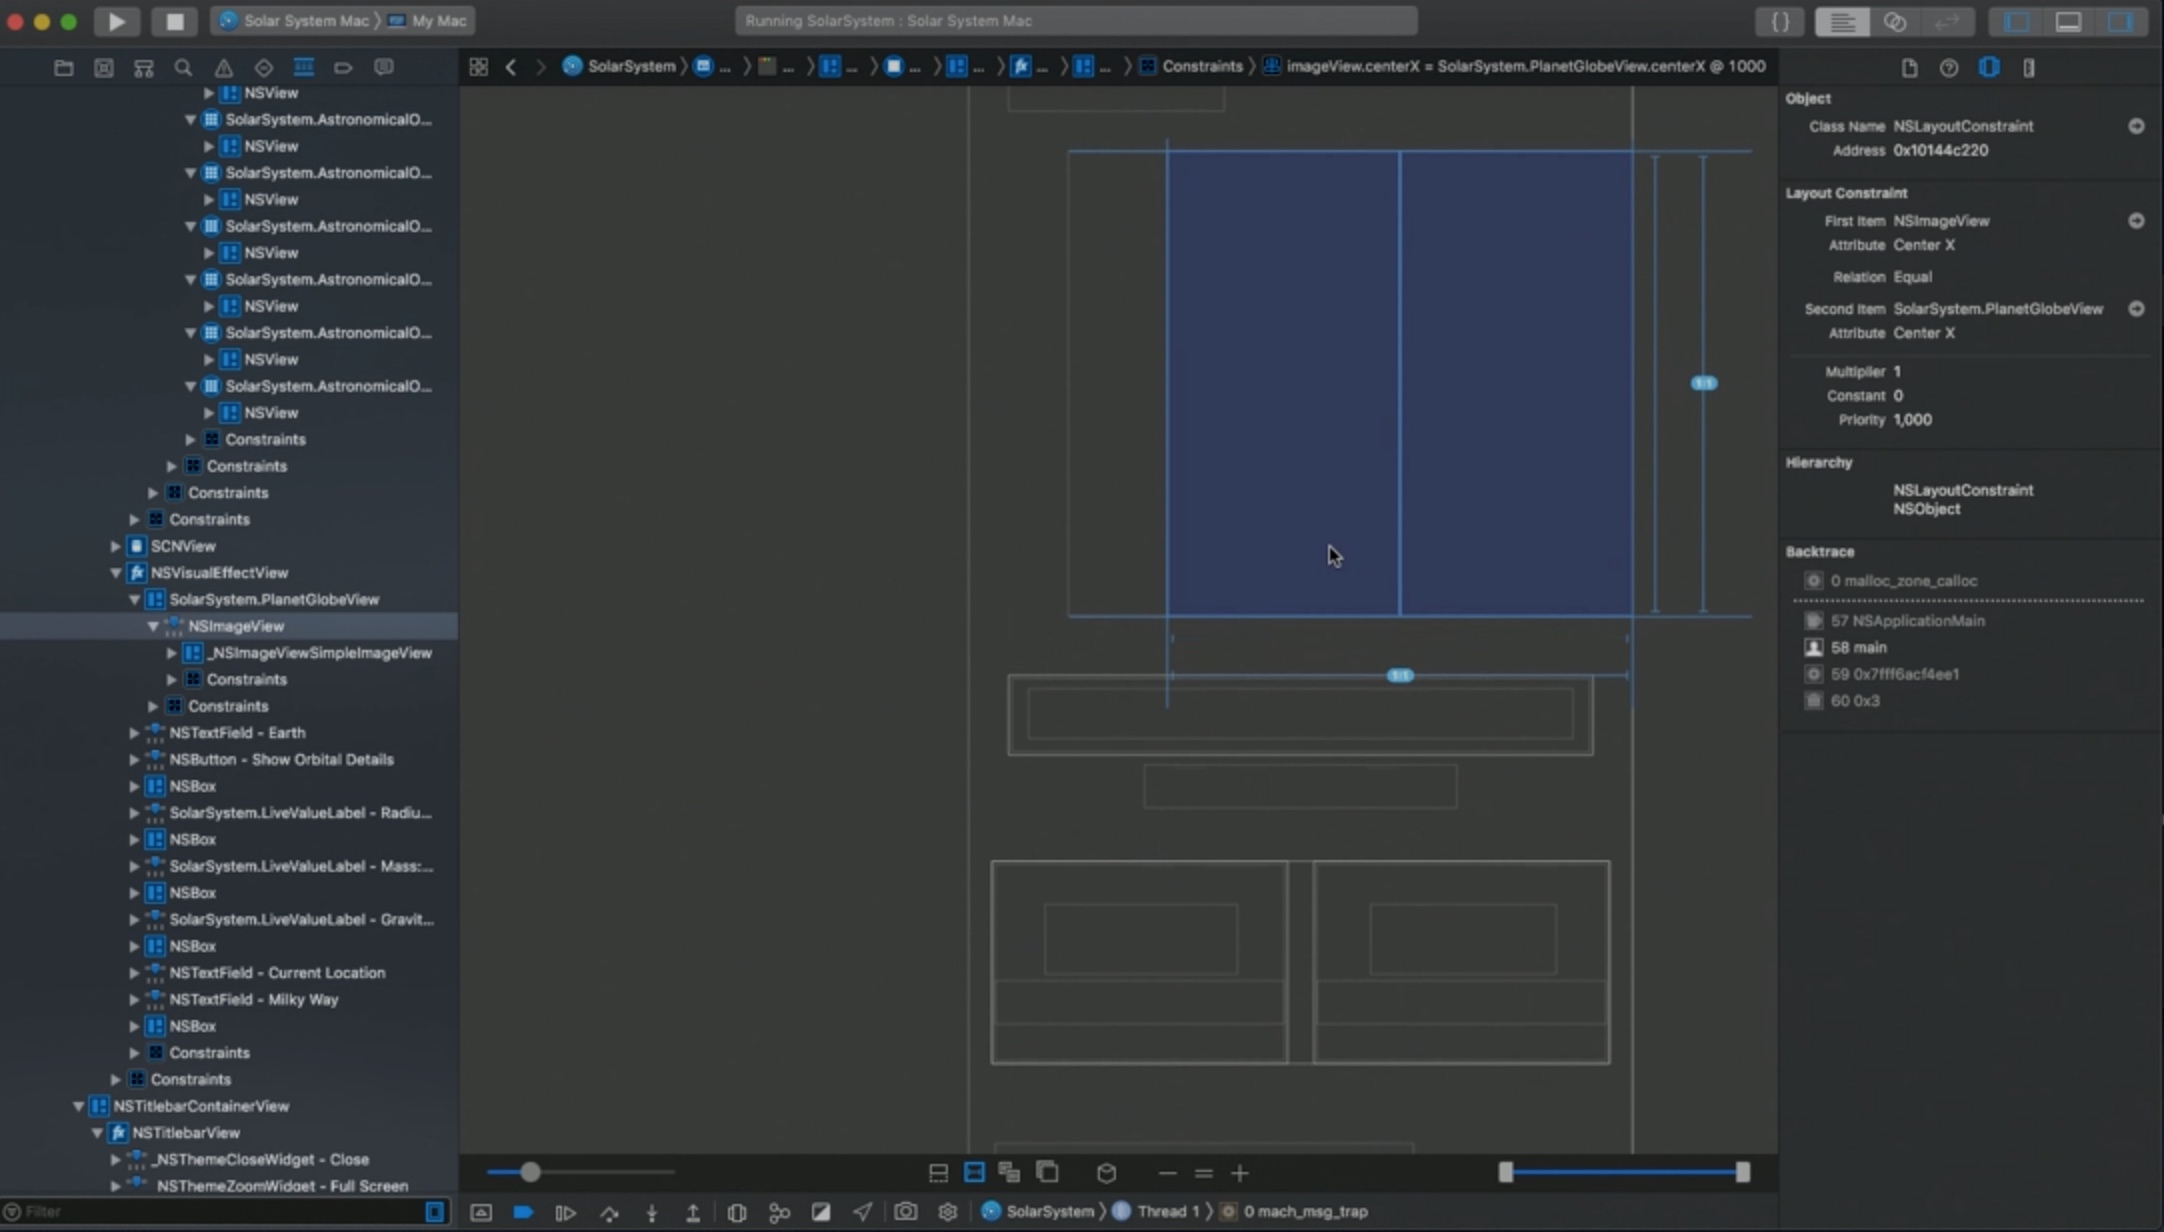 Solar System Mac My Mac
Running SolarSystem : Solar System Mac
{ }
SolarSystem ... ... ... ... ... ... ... Constraints imageView.centerX = SolarSystem.PlanetGlobeView.centerX @ 1000
NSView
SolarSystem.AstronomicalO...
NSView
SolarSystem.AstronomicalO...
NSView
SolarSystem.AstronomicalO...
NSView
SolarSystem.AstronomicalO...
NSView
SolarSystem.AstronomicalO...
NSView
SolarSystem.AstronomicalO...
NSView
Constraints
Constraints
Constraints
Constraints
SCNView
NSVisualEffectView
SolarSystem.PlanetGlobeView
NSImageView
_NSImageViewSimpleImageView
Constraints
Constraints
NSTextField - Earth
NSButton - Show Orbital Details
NSBox
SolarSystem.LiveValueLabel - Radiu...
NSBox
SolarSystem.LiveValueLabel - Mass:...
NSBox
SolarSystem.LiveValueLabel - Gravit...
NSBox
NSTextField - Current Location
NSTextField - Milky Way
NSBox
Constraints
Constraints
NSTitlebarContainerView
NSTitlebarView
_NSThemeCloseWidget - Close
_NSThemeZoomWidget - Full Screen
Filter
1:1
1:1
Object
Class Name NSLayoutConstraint
Address 0x10144c220
Layout Constraint
First Item NSImageView
Attribute Center X
Relation Equal
Second Item SolarSystem.PlanetGlobeView
Attribute Center X
Multiplier 1
Constant 0
Priority 1,000
Hierarchy
NSLayoutConstraint
NSObject
Backtrace
0 malloc_zone_calloc
57 NSApplicationMain
58 main
59 0x7fff6acf4ee1
60 0x3
SolarSystem Thread 1 0 mach_msg_trap